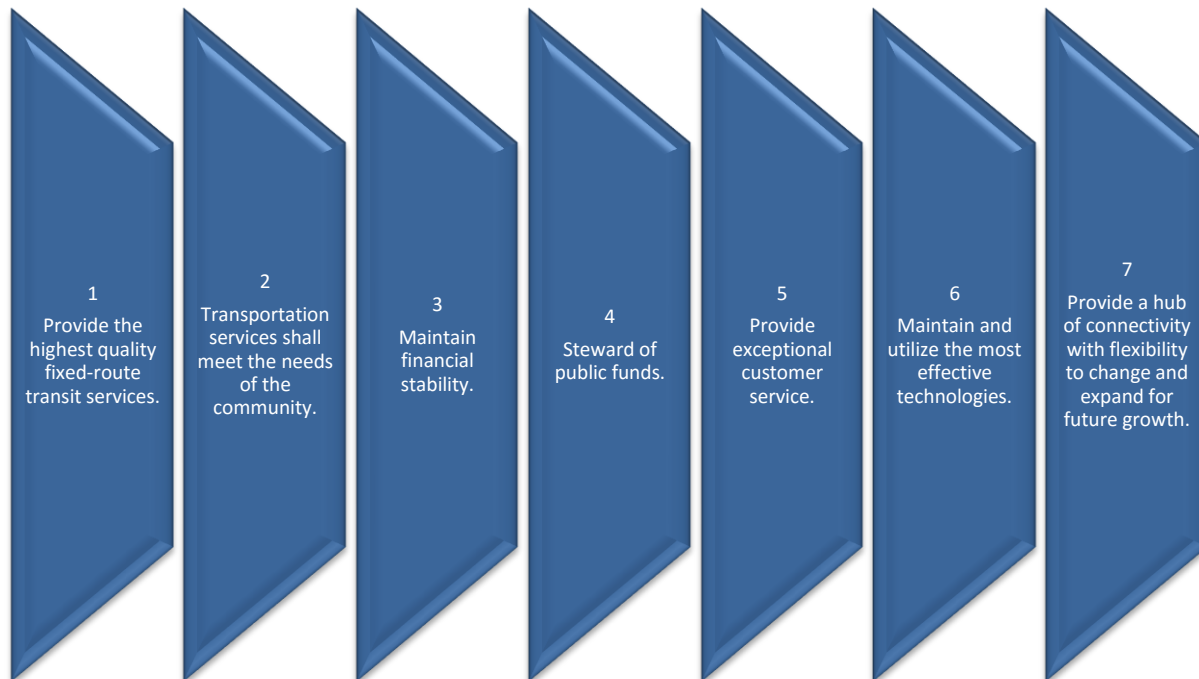 1
Provide the
highest quality
fixed-route
transit services.
2
Transportation
services shall
meet the needs
of the
community.
3
Maintain
financial
stability.
4
Steward of
public funds.
5
Provide
exceptional
customer
service.
6
Maintain and
utilize the most
effective
technologies.
7
Provide a hub
of connectivity
with flexibility
to change and
expand for
future growth.